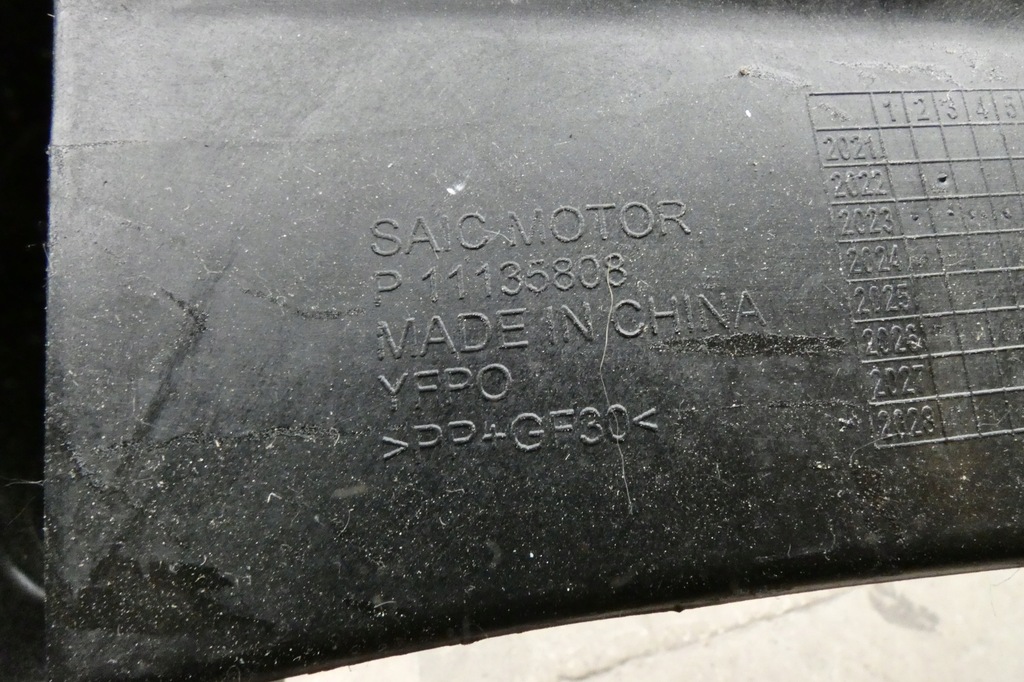 SAIC MOTOR
P 11135808
MADE IN CHINA
YFPO
>PP+GF30<
1 2 3 4 5
2021
2022
2023
2024
2025
2026
2027
2028